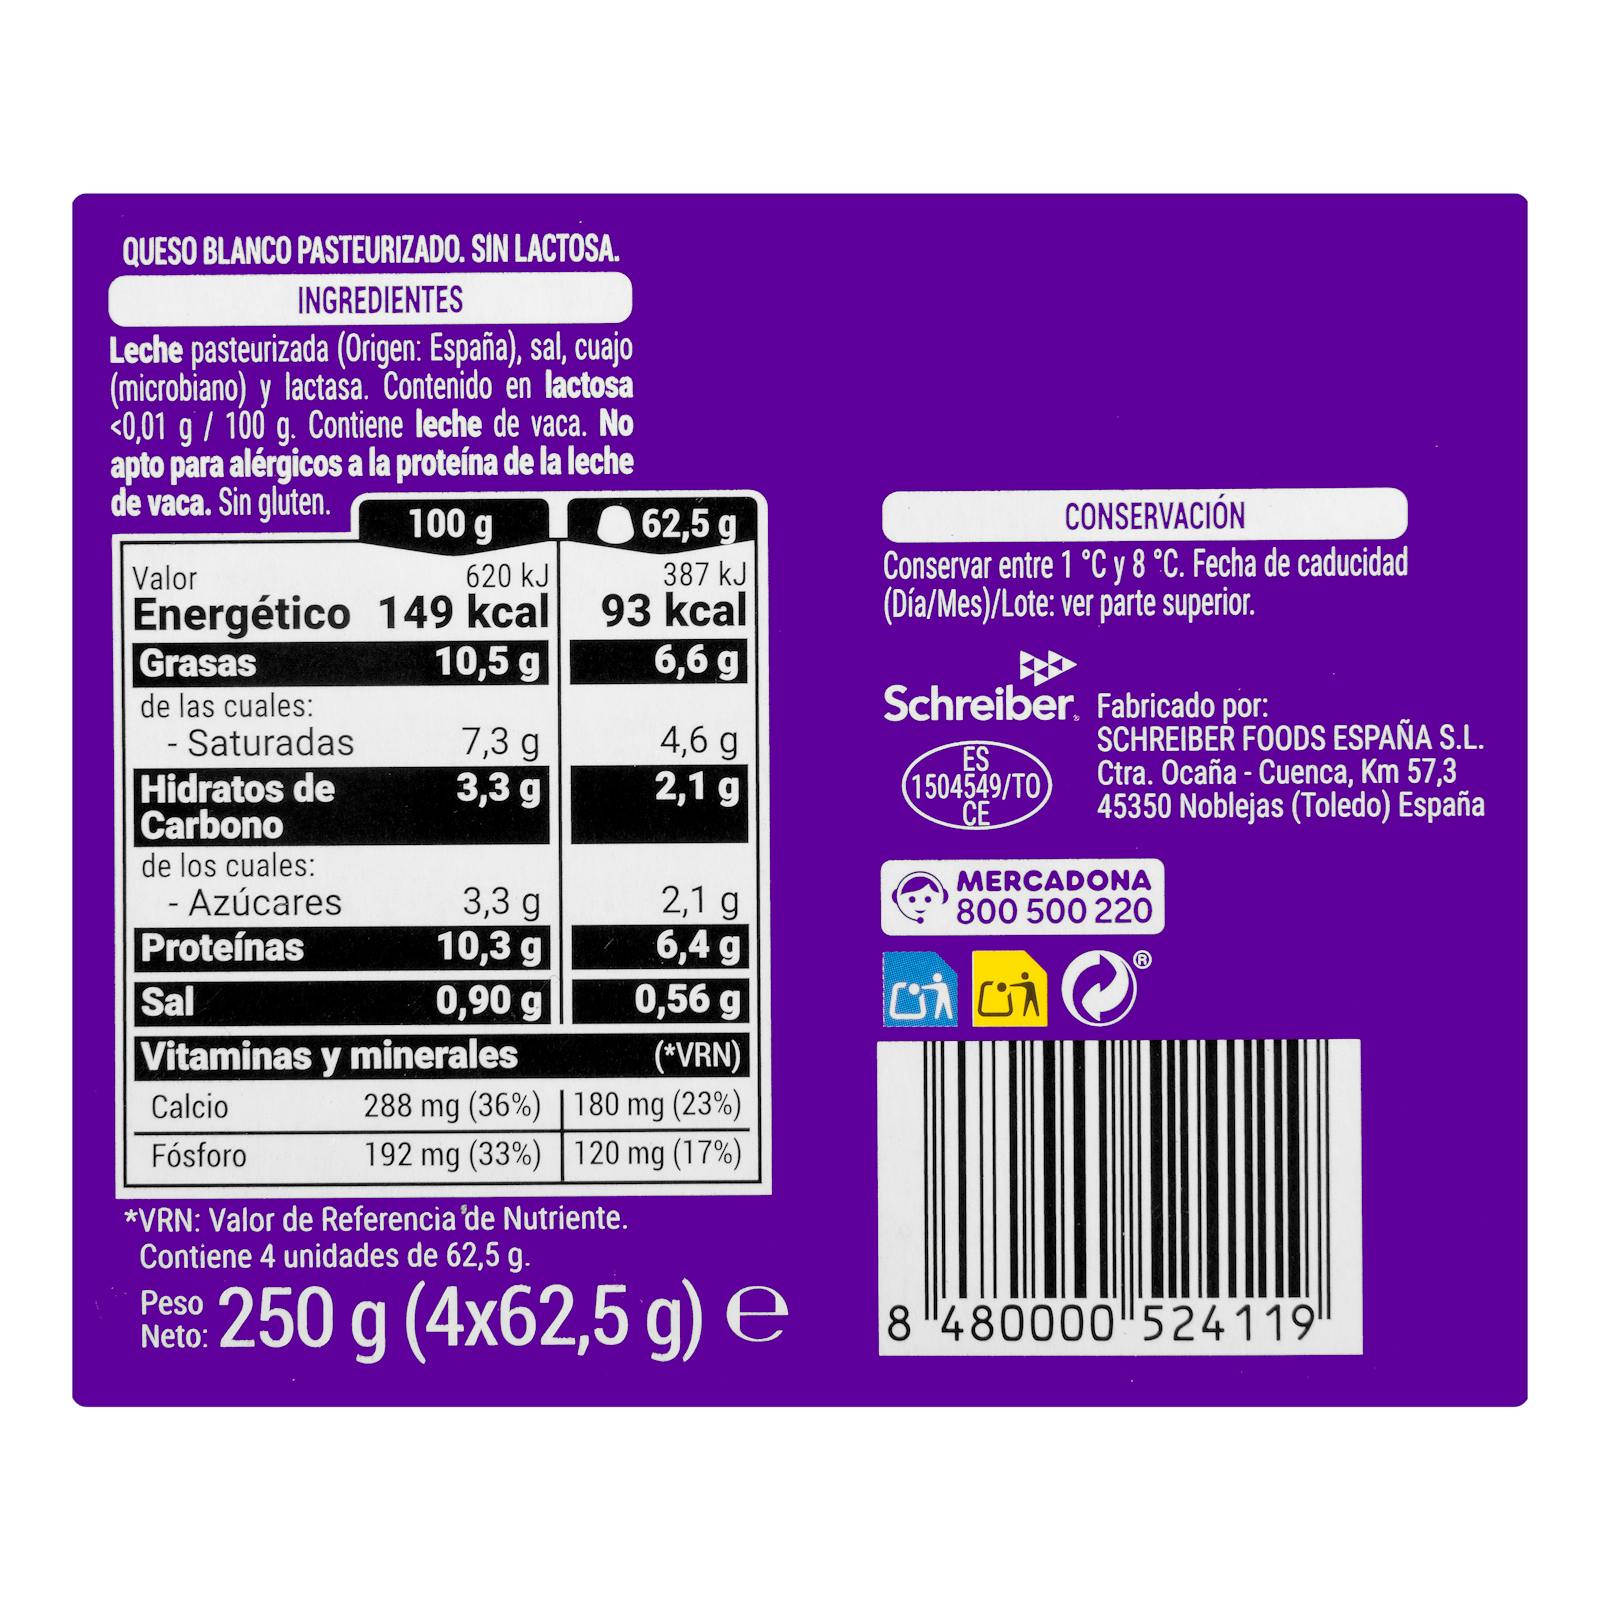 QUESO BLANCO PASTEURIZADO. SIN LACTOSA.
INGREDIENTES
Leche pasteurizada (Origen: España), sal, cuajo
(microbiano) y lactasa. Contenido en lactosa
<0,01 g / 100 g. Contiene leche de vaca. No
apto para alérgicos a la proteína de la leche
de vaca. Sin gluten.
100 g 62,5 g
Valor 620 kJ 387 kJ
Energético 149 kcal 93 kcal
Grasas 10,5 g 6,6 g
de las cuales:
- Saturadas 7,3 g 4,6 g
Hidratos de 3,3 g 2,1 g
Carbono
de los cuales:
- Azúcares 3,3 g 2,1 g
Proteínas 10,3 g 6,4 g
Sal 0,90 g 0,56 g
Vitaminas y minerales (*VRN)
Calcio 288 mg (36%) 180 mg (23%)
Fósforo 192 mg (33%) 120 mg (17%)
*VRN: Valor de Referencia de Nutriente.
Contiene 4 unidades de 62,5 g.
Peso
Neto: 250 g (4x62,5 g) e
CONSERVACIÓN
Conservar entre 1 °C y 8 °C. Fecha de caducidad
(Día/Mes)/Lote: ver parte superior.
Schreiber
ES
1504549/TO
CE
Fabricado por:
SCHREIBER FOODS ESPAÑA S.L.
Ctra. Ocaña - Cuenca, Km 57,3
45350 Noblejas (Toledo) España
MERCADONA
800 500 220
®
8 480000 524119